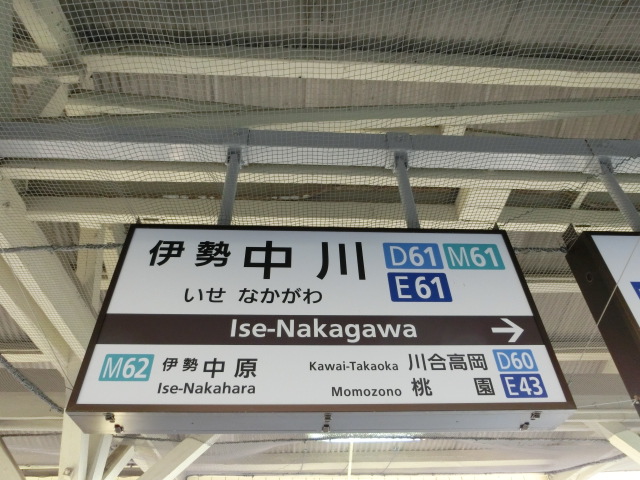 伊勢中川 D61 M61
E61
いせ なかがわ
Ise-Nakagawa →
M62 伊勢中原 Kawai-Takaoka 川合高岡 D60
Ise-Nakahara Momozono 桃園 E43